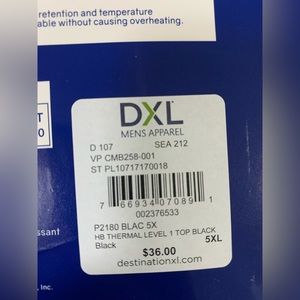 retention and temperature
able without causing overheating.
DXL
MENS APPAREL
D 107 SEA 212
VP CMB258-001
ST PL10717170018
7 66934 07089 1
002376533
P2180 BLAC 5X
HB THERMAL LEVEL 1 TOP BLACK
Black 5XL
$36.00
destinationxl.com
issant
, Inc.